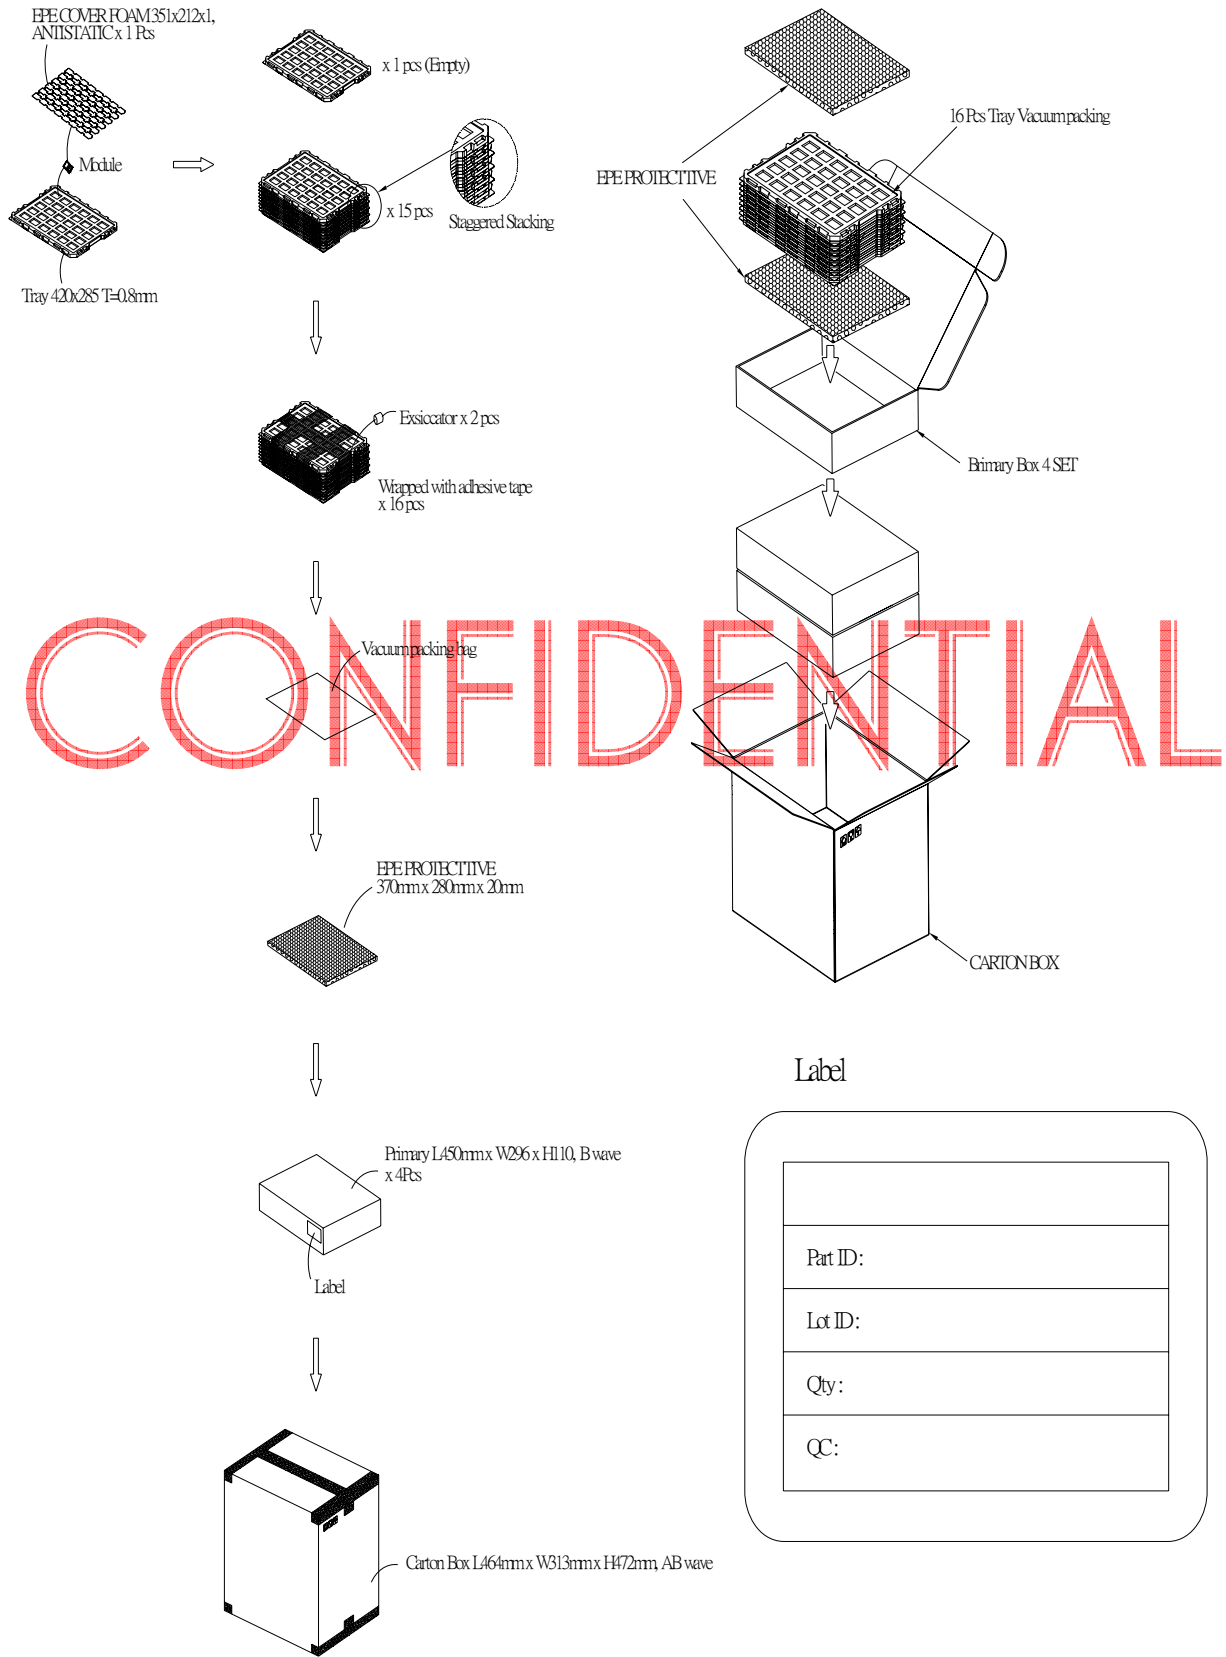 EPE COVER FOAM 351x212x1,
ANTISTATIC x 1 Pcs
Module
Tray 420x285 T=0.8mm
x 1 pcs (Empty)
x 15 pcs
Staggered Stacking
Exsiccator x 2 pcs
Wrapped with adhesive tape
x 16 pcs
Vacuum packing bag
EPE PROTECTTIVE
370mm x 280mm x 20mm
Primary L450mm x W296 x H110, B wave
x 4Pcs
Label
Carton Box L464mm x W313mm x H472mm, AB wave
16 Pcs Tray Vacuum packing
EPE PROTECTTIVE
Brimary Box 4 SET
CONFIDENTIAL
CARTON BOX
Label
Part ID:
Lot ID:
Qty:
QC: